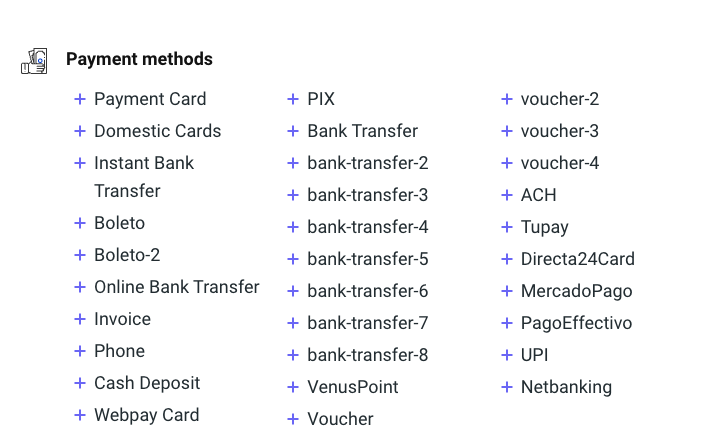 Payment methods
Payment Card
Domestic Cards
Instant Bank
Transfer
Boleto
Boleto-2
Online Bank Transfer
Invoice
Phone
Cash Deposit
Webpay Card
PIX
Bank Transfer
bank-transfer-2
bank-transfer-3
bank-transfer-4
bank-transfer-5
bank-transfer-6
bank-transfer-7
bank-transfer-8
VenusPoint
Voucher
voucher-2
voucher-3
voucher-4
ACH
Tupay
Directa24Card
MercadoPago
PagoEffectivo
UPI
Netbanking